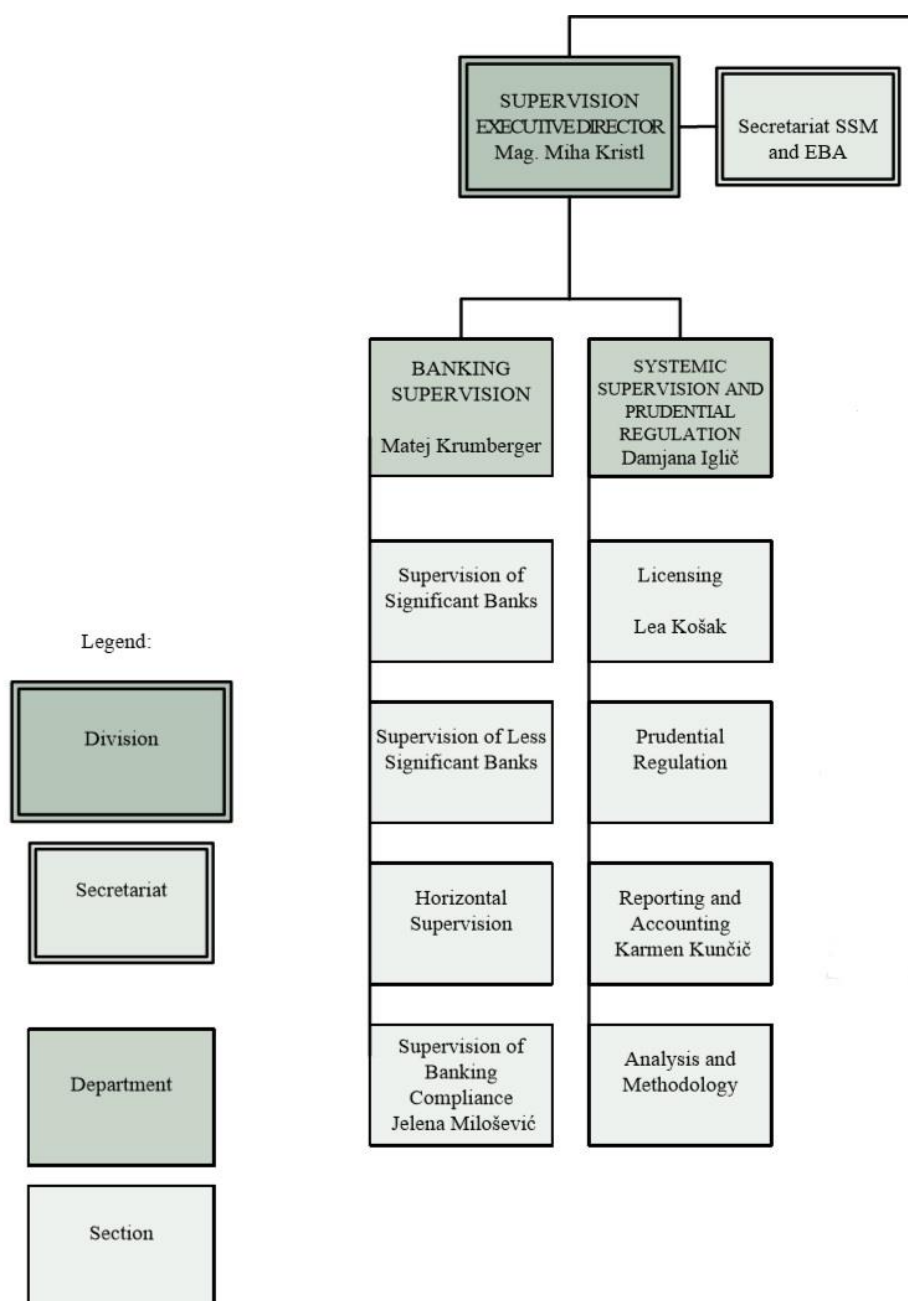 SUPERVISION
EXECUTIVE DIRECTOR
Mag. Miha Kristl
Secretariat SSM
and EBA
BANKING
SUPERVISION
Matej Krumberger
SYSTEMIC
SUPERVISION AND
PRUDENTIAL
REGULATION
Damjana Iglič
Supervision of
Significant Banks
Licensing
Lea Košak
Supervision of Less
Significant Banks
Prudential
Regulation
Horizontal
Supervision
Reporting and
Accounting
Karmen Kunčič
Supervision of
Banking
Compliance
Jelena Milošević
Analysis and
Methodology
Legend:
Division
Secretariat
Department
Section